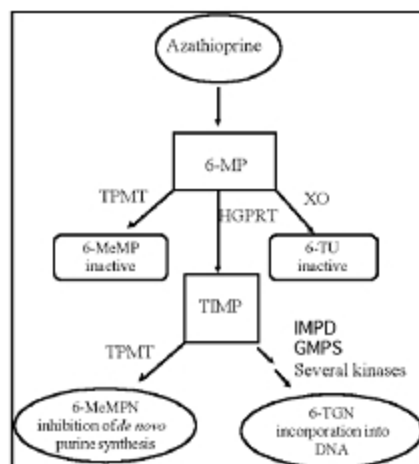 Azathioprine
6-MP
TPMT
HGPRT
XO
6-MeMP
inactive
6-TU
inactive
TIMP
TPMT
IMPD
GMPS
Several kinases
6-MeMPN
inhibition of de novo
purine synthesis
6-TGN
incorporation into
DNA